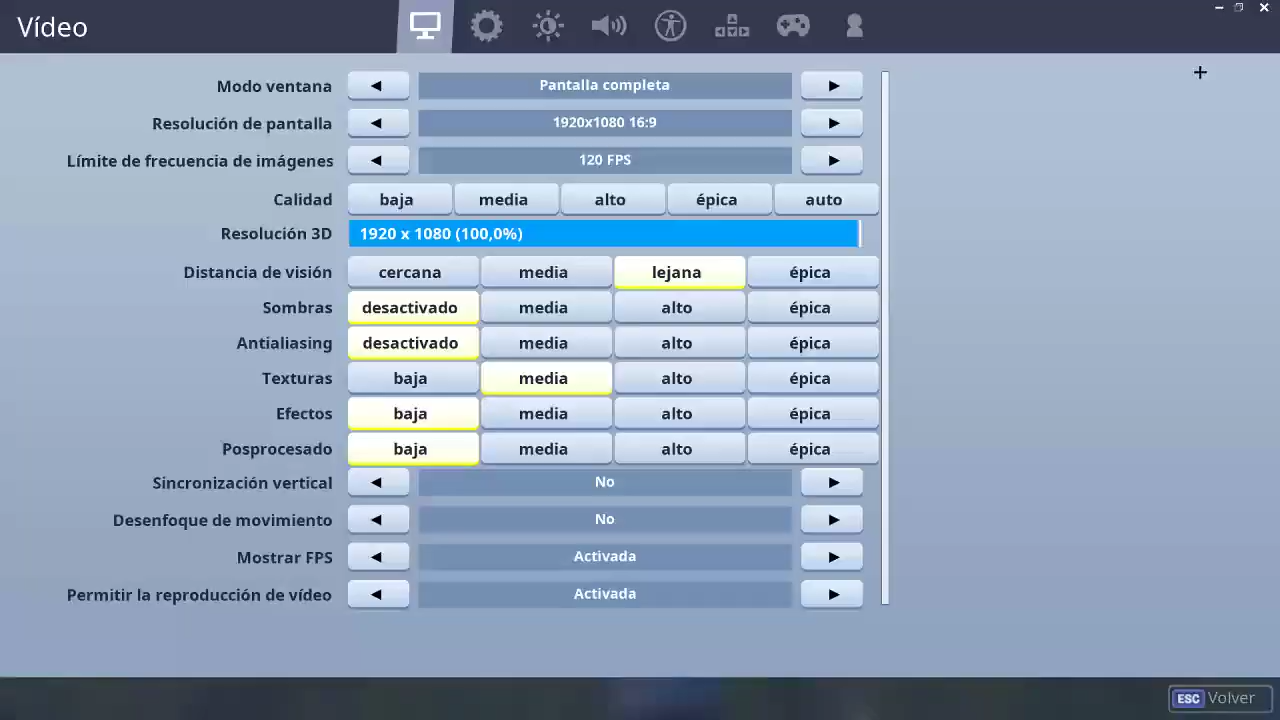 Vídeo
Modo ventana Pantalla completa
Resolución de pantalla 1920x1080 16:9
Límite de frecuencia de imágenes 120 FPS
Calidad baja media alto épica auto
Resolución 3D 1920 x 1080 (100,0%)
Distancia de visión cercana media lejana épica
Sombras desactivado media alto épica
Antialiasing desactivado media alto épica
Texturas baja media alto épica
Efectos baja media alto épica
Posprocesado baja media alto épica
Sincronización vertical No
Desenfoque de movimiento No
Mostrar FPS Activada
Permitir la reproducción de vídeo Activada
ESC Volver